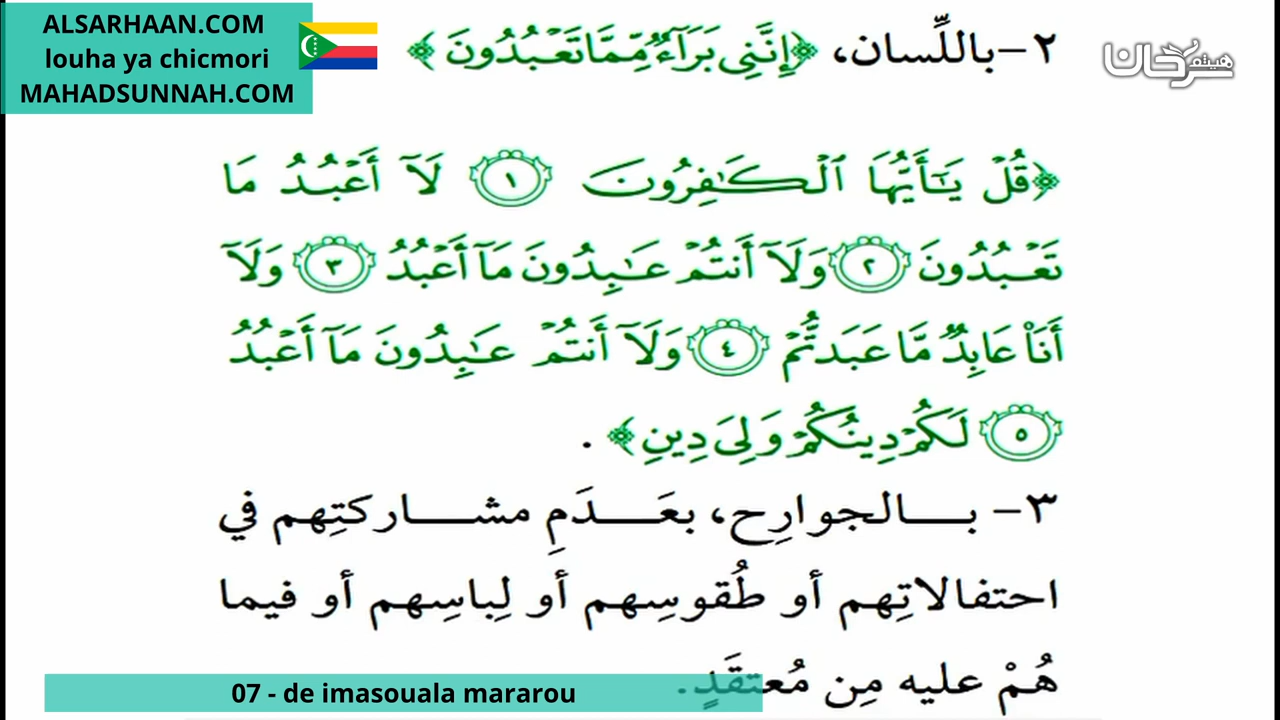 ALSARHAAN.COM
louha ya chicmori
MAHADSUNNAH.COM
هيثم سرحان
٢-باللِّسان، ﴿إِنَّنِى بَرَآءٌ مِّمَّا تَعۡبُدُونَ﴾
﴿قُلۡ يَـٰٓأَيُّهَا ٱلۡكَـٰفِرُونَ ١ لَآ أَعۡبُدُ مَا
تَعۡبُدُونَ ٢ وَلَآ أَنتُمۡ عَـٰبِدُونَ مَآ أَعۡبُدُ ٣ وَلَآ
أَنَا۠ عَابِدٌ مَّا عَبَدتُّمۡ ٤ وَلَآ أَنتُمۡ عَـٰبِدُونَ مَآ أَعۡبُدُ
٥ لَكُمۡ دِينُكُمۡ وَلِىَ دِينِ﴾.
٣- بالجوارِح، بعَدَمِ مشاركتِهم في
احتفالاتِهم أو طُقوسِهم أو لِباسِهم أو فيما
هُمْ عليه مِن مُعتقَدٍ.
07 - de imasouala mararou